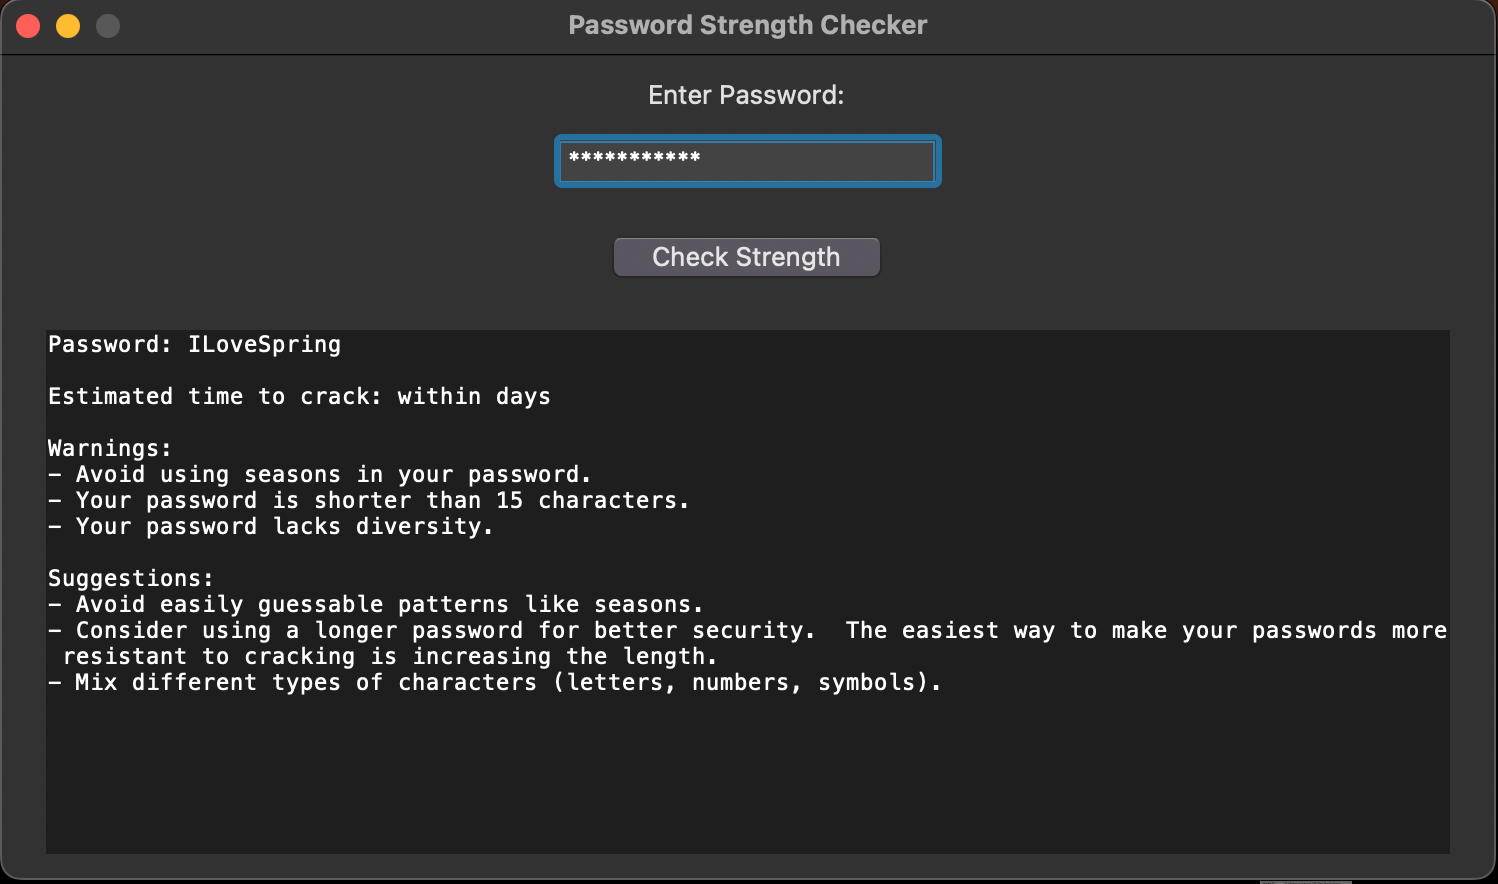 Password Strength Checker
Enter Password:
***********
Check Strength
Password: ILoveSpring
Estimated time to crack: within days
Warnings:
- Avoid using seasons in your password.
- Your password is shorter than 15 characters.
- Your password lacks diversity.
Suggestions:
- Avoid easily guessable patterns like seasons.
- Consider using a longer password for better security.  The easiest way to make your passwords more
resistant to cracking is increasing the length.
- Mix different types of characters (letters, numbers, symbols).